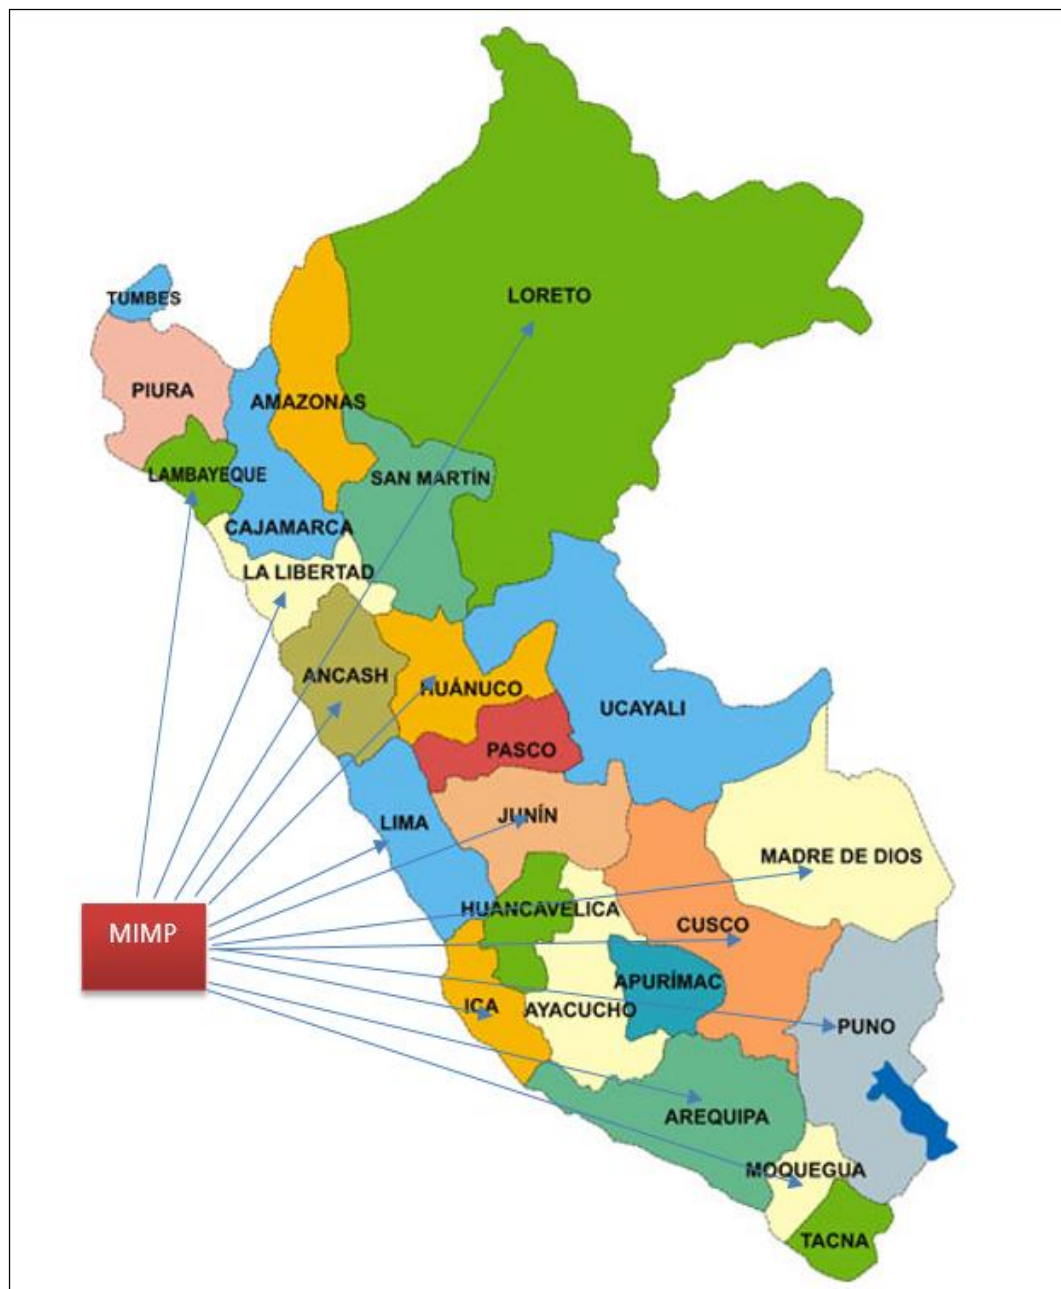 LORETO
TUMBES
PIURA
AMAZONAS
LAMBAYEQUE
SAN MARTÍN
CAJAMARCA
LA LIBERTAD
ANCASH
HUÁNUCO
UCAYALI
PASCO
LIMA
JUNÍN
MADRE DE DIOS
HUANCAVELICA
CUSCO
MIMP
APURÍMAC
ICA
AYACUCHO
PUNO
AREQUIPA
MOQUEGUA
TACNA